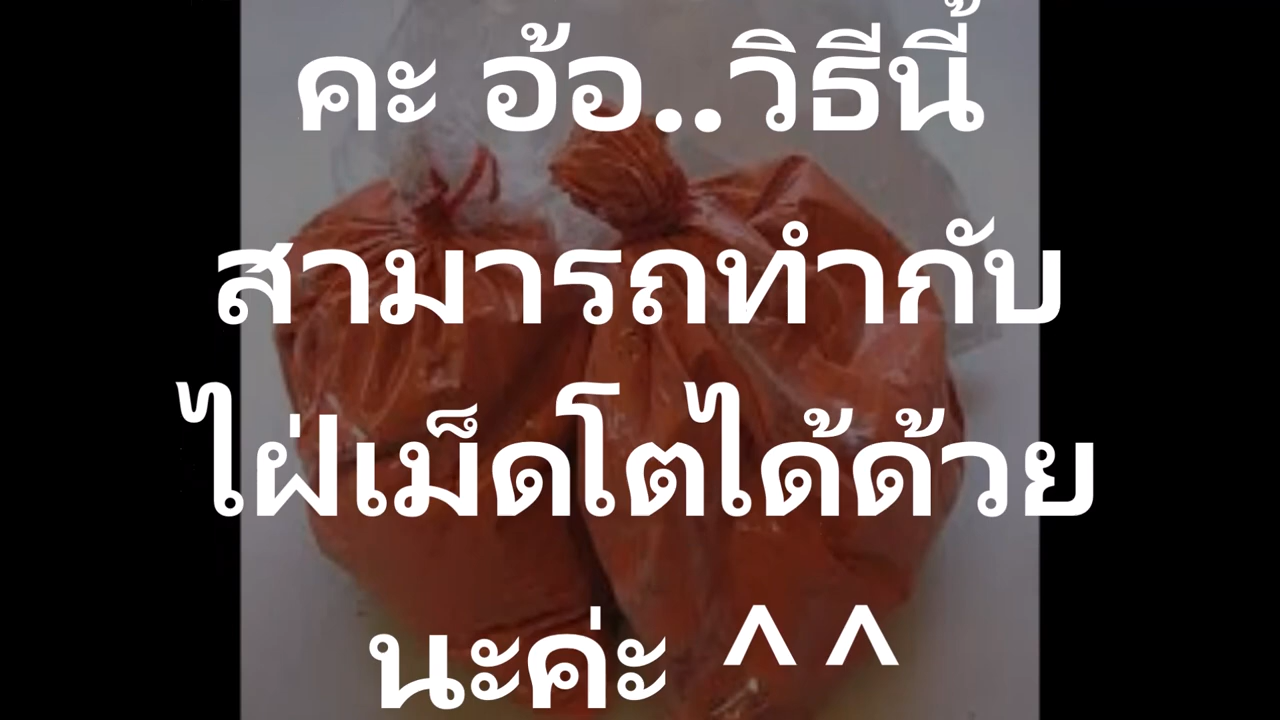 คะ อ้อ..วิธีนี้
สามารถทำกับ
ไฝ่เม็ดโตได้ด้วย
นะค่ะ ^^